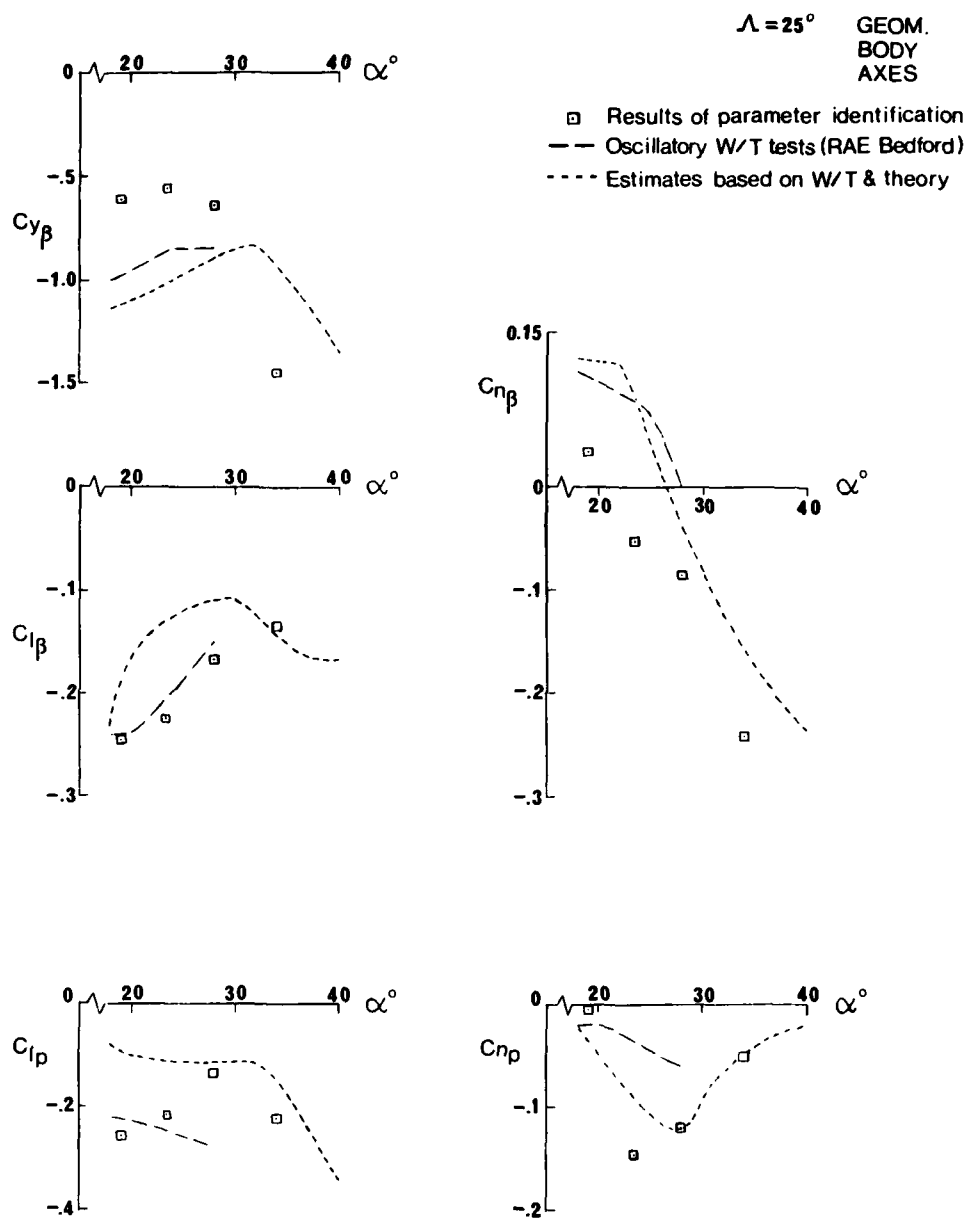 Λ = 25° GEOM.
BODY
AXES
Results of parameter identification
Oscillatory W/T tests (RAE Bedford)
Estimates based on W/T & theory
0 20 30 40 α°
-.5
Cyβ
-1.0
-1.5
0.15
Cnβ
0 20 30 40 α°
-.2
-.3
0 20 30 40 α°
-.1
Clβ
-.2
-.3
0 20 30 40 α°
Clp
-.2
-.4
0 20 30 40 α°
Cnp
-.1
-.2